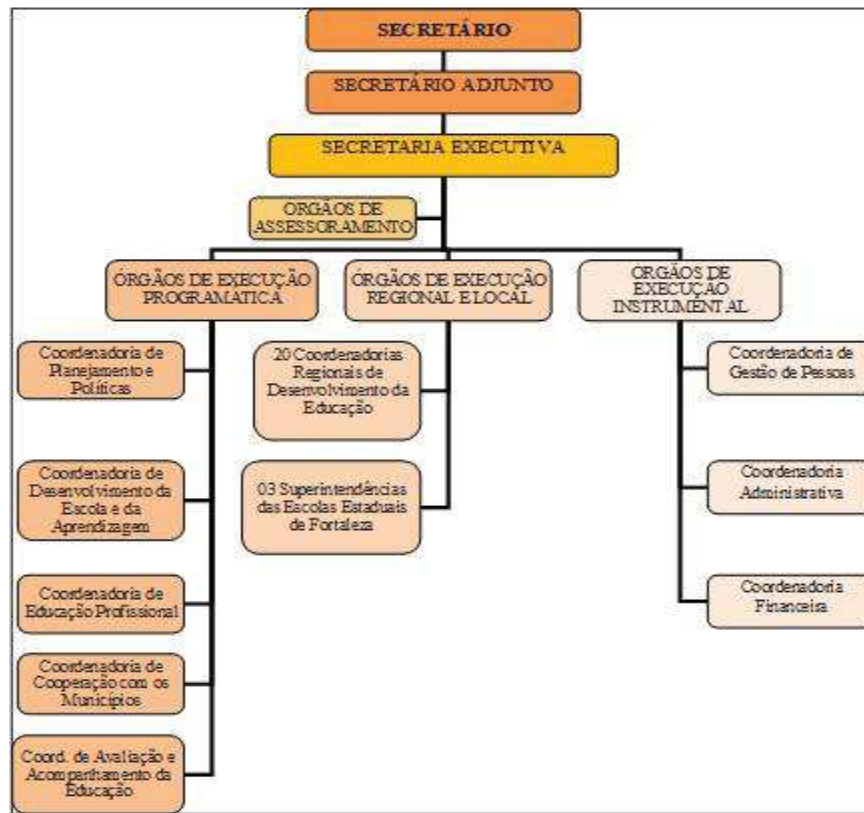 SECRETÁRIO
SECRETÁRIO ADJUNTO
SECRETARIA EXECUTIVA
ORGÃOS DE
ASSESSORAMENTO
ÓRGÃOS DE EXECUÇÃO
PROGRAMATICA
ÓRGÃOS DE EXECUÇÃO
REGIONAL E LOCAL
ORGÃOS DE
EXECUÇÃO
INSTRUMENTAL
Coordenadoria de
Planejamento e
Políticas
Coordenadoria de
Desenvolvimento da
Escola e da
Aprendizagem
Coordenadoria de
Educação Profissional
Coordenadoria de
Cooperação com os
Municípios
Coord. de Avaliação e
Acompanhamento da
Educação
20 Coordenadorias
Regionais de
Desenvolvimento da
Educação
03 Superintendências
das Escolas Estaduais
de Fortaleza
Coordenadoria de
Gestão de Pessoas
Coordenadoria
Administrativa
Coordenadoria
Financeira